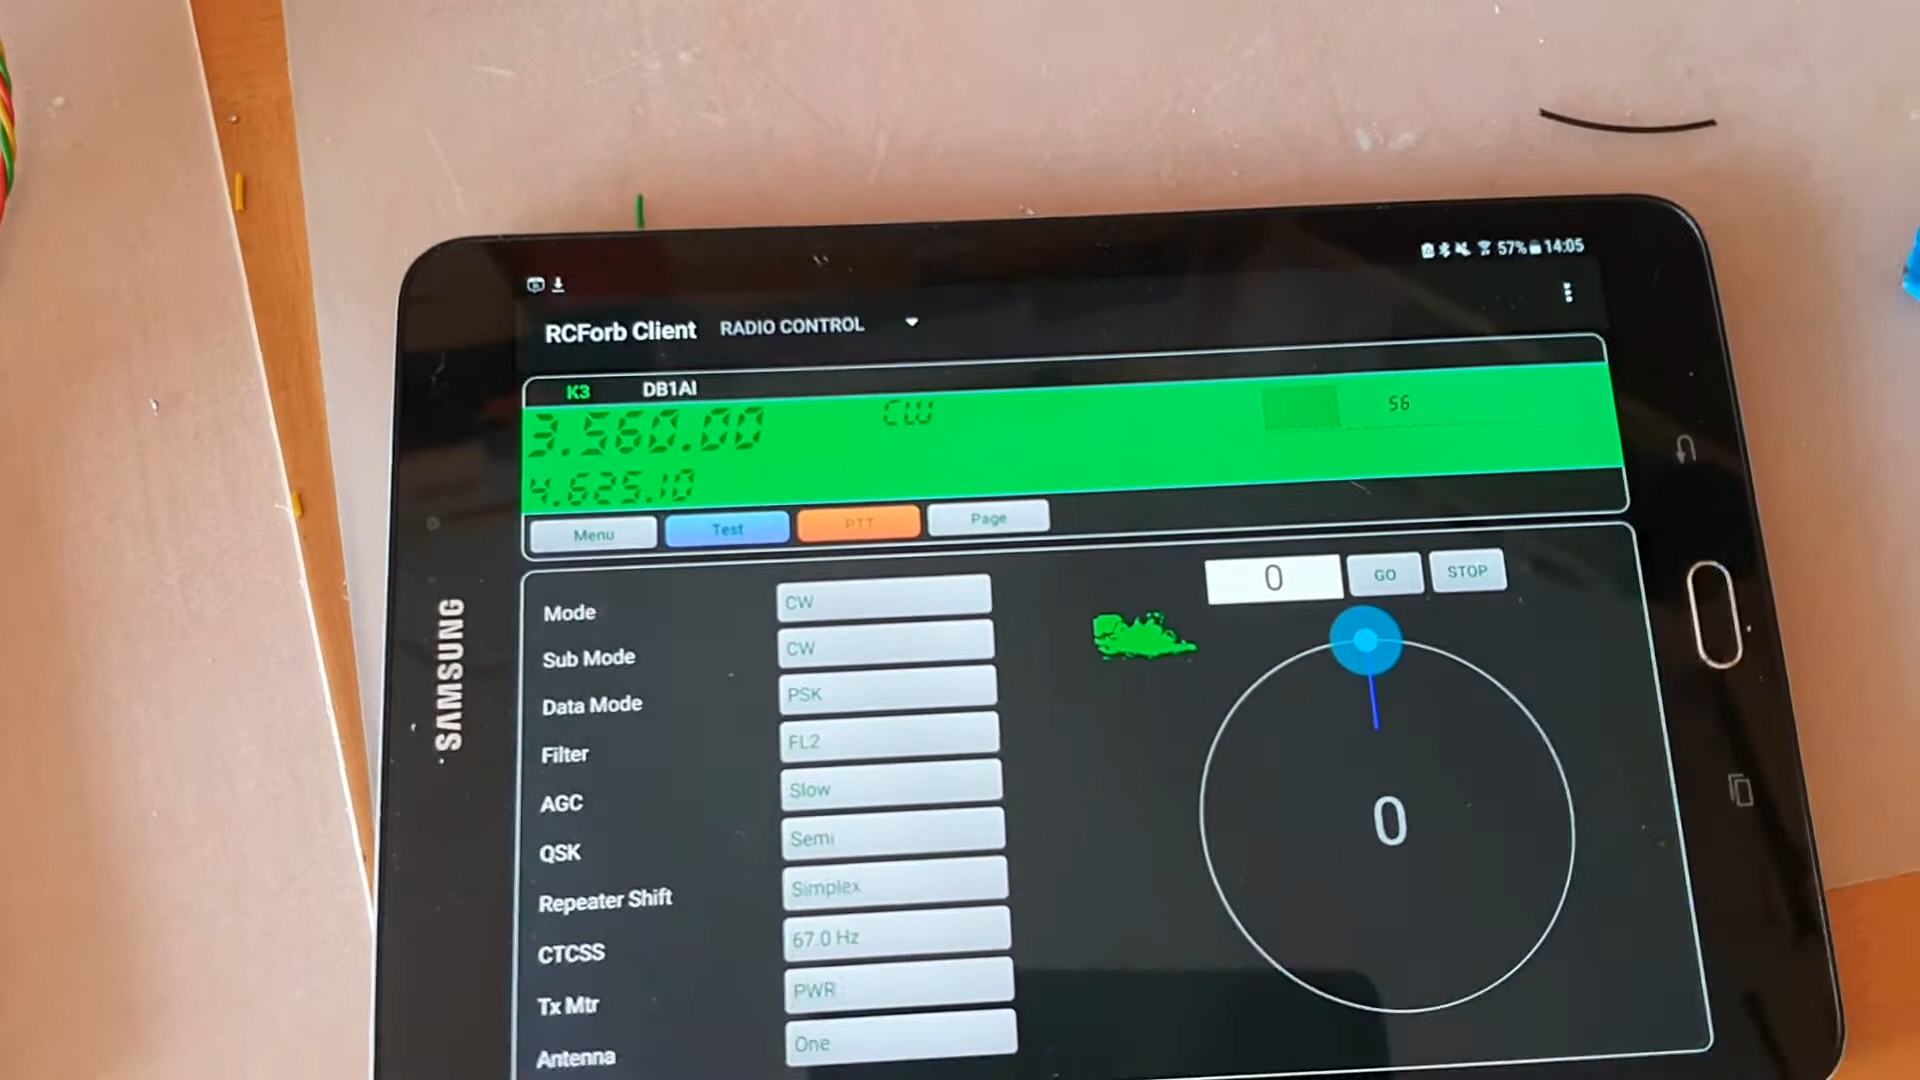 57% 14:05
RCForb Client RADIO CONTROL
K3 DB1AI
3.560.00 CW S6
4.625.10
Menu Test PTT Page
0 GO STOP
Mode CW
Sub Mode CW
Data Mode PSK
Filter FL2
AGC Slow
QSK Semi
Repeater Shift Simplex
CTCSS 67.0 Hz
Tx Mtr PWR
Antenna One
0
SAMSUNG